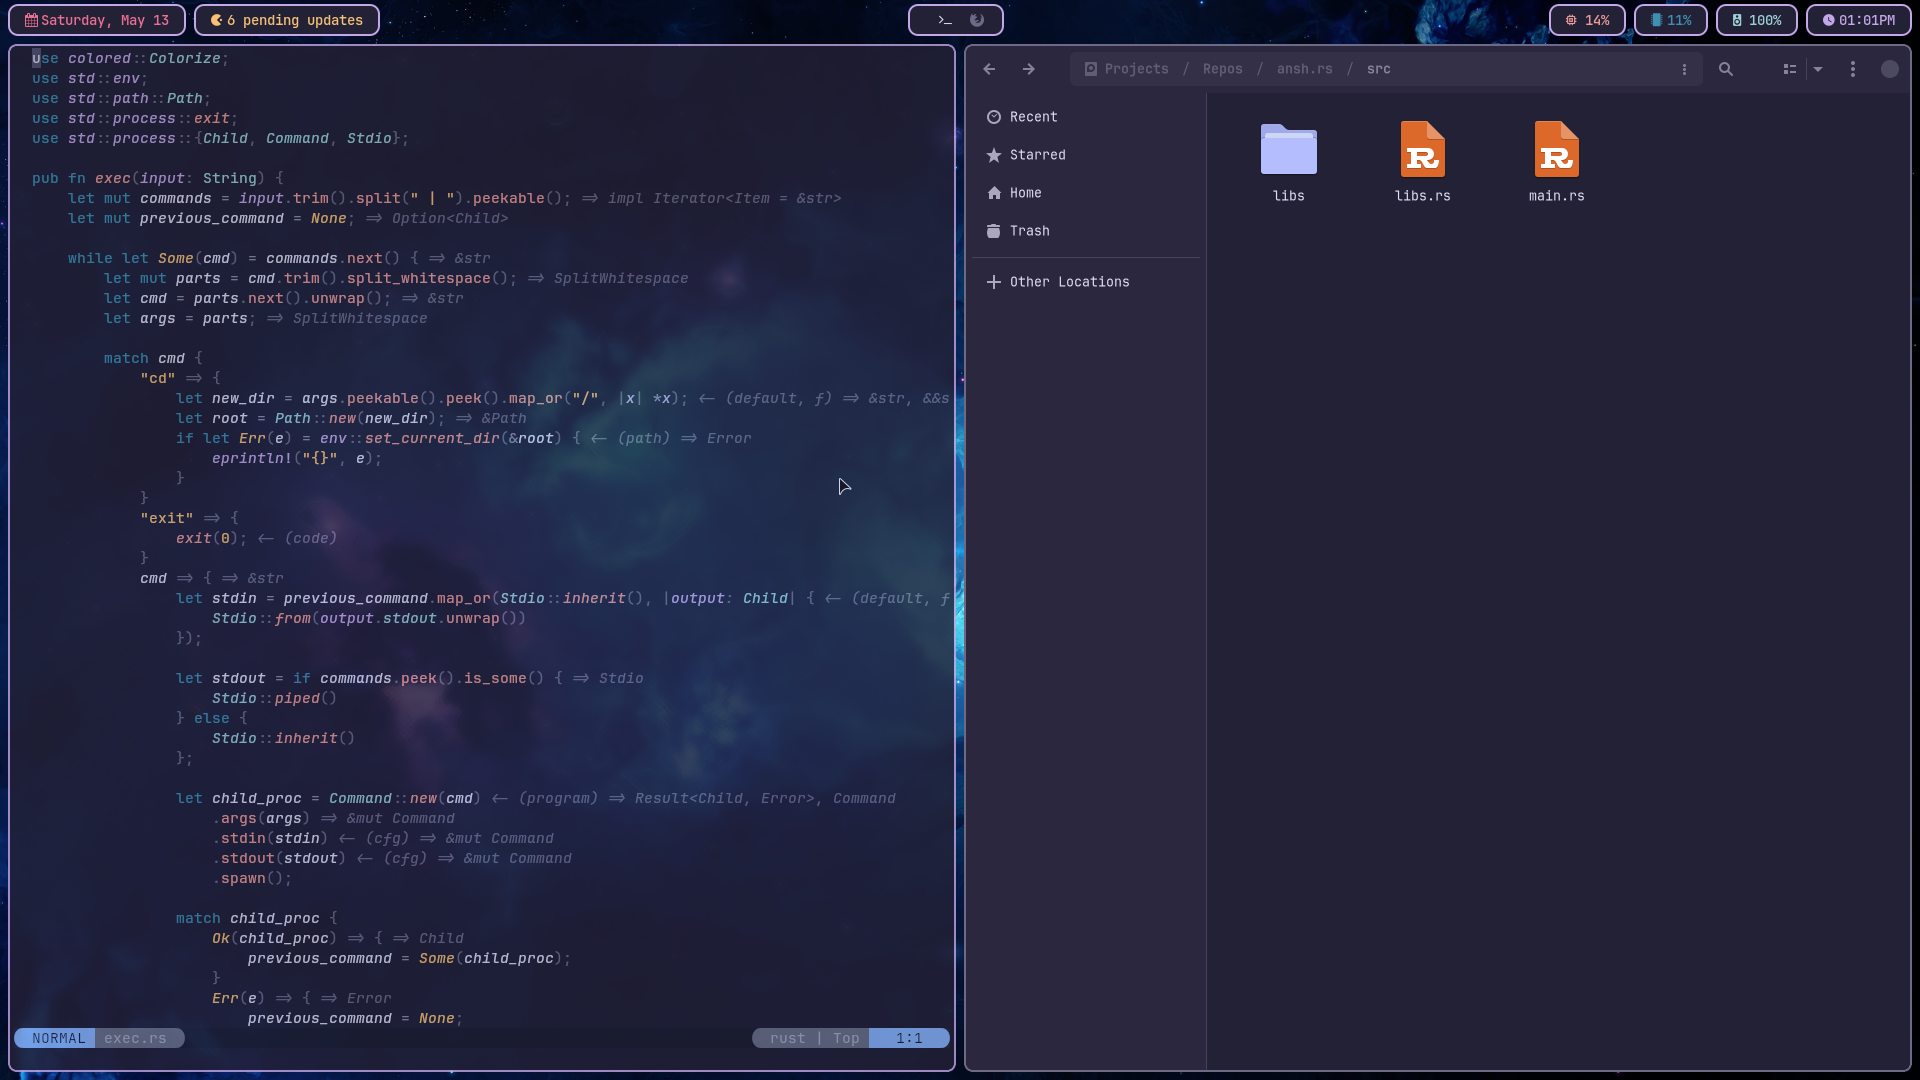 Saturday, May 13
6 pending updates
14%
11%
100%
01:01PM
use colored::Colorize;
use std::env;
use std::path::Path;
use std::process::exit;
use std::process::{Child, Command, Stdio};
pub fn exec(input: String) {
let mut commands = input.trim().split(" | ").peekable(); => impl Iterator<Item = &str>
let mut previous_command = None; => Option<Child>
while let Some(cmd) = commands.next() { => &str
let mut parts = cmd.trim().split_whitespace(); => SplitWhitespace
let cmd = parts.next().unwrap(); => &str
let args = parts; => SplitWhitespace
match cmd {
"cd" => {
let new_dir = args.peekable().peek().map_or("/", |x| *x); <- (default, f) => &str, &&s
let root = Path::new(new_dir); => &Path
if let Err(e) = env::set_current_dir(&root) { <- (path) => Error
eprintln!("{}", e);
}
}
"exit" => {
exit(0); <- (code)
}
cmd => { => &str
let stdin = previous_command.map_or(Stdio::inherit(), |output: Child| { <- (default, f
Stdio::from(output.stdout.unwrap())
});
let stdout = if commands.peek().is_some() { => Stdio
Stdio::piped()
} else {
Stdio::inherit()
};
let child_proc = Command::new(cmd) <- (program) => Result<Child, Error>, Command
.args(args) => &mut Command
.stdin(stdin) <- (cfg) => &mut Command
.stdout(stdout) <- (cfg) => &mut Command
.spawn();
match child_proc {
Ok(child_proc) => { => Child
previous_command = Some(child_proc);
}
Err(e) => { => Error
previous_command = None;
NORMAL exec.rs
rust | Top 1:1
Projects / Repos / ansh.rs / src
Recent
Starred
Home
Trash
Other Locations
libs
libs.rs
main.rs